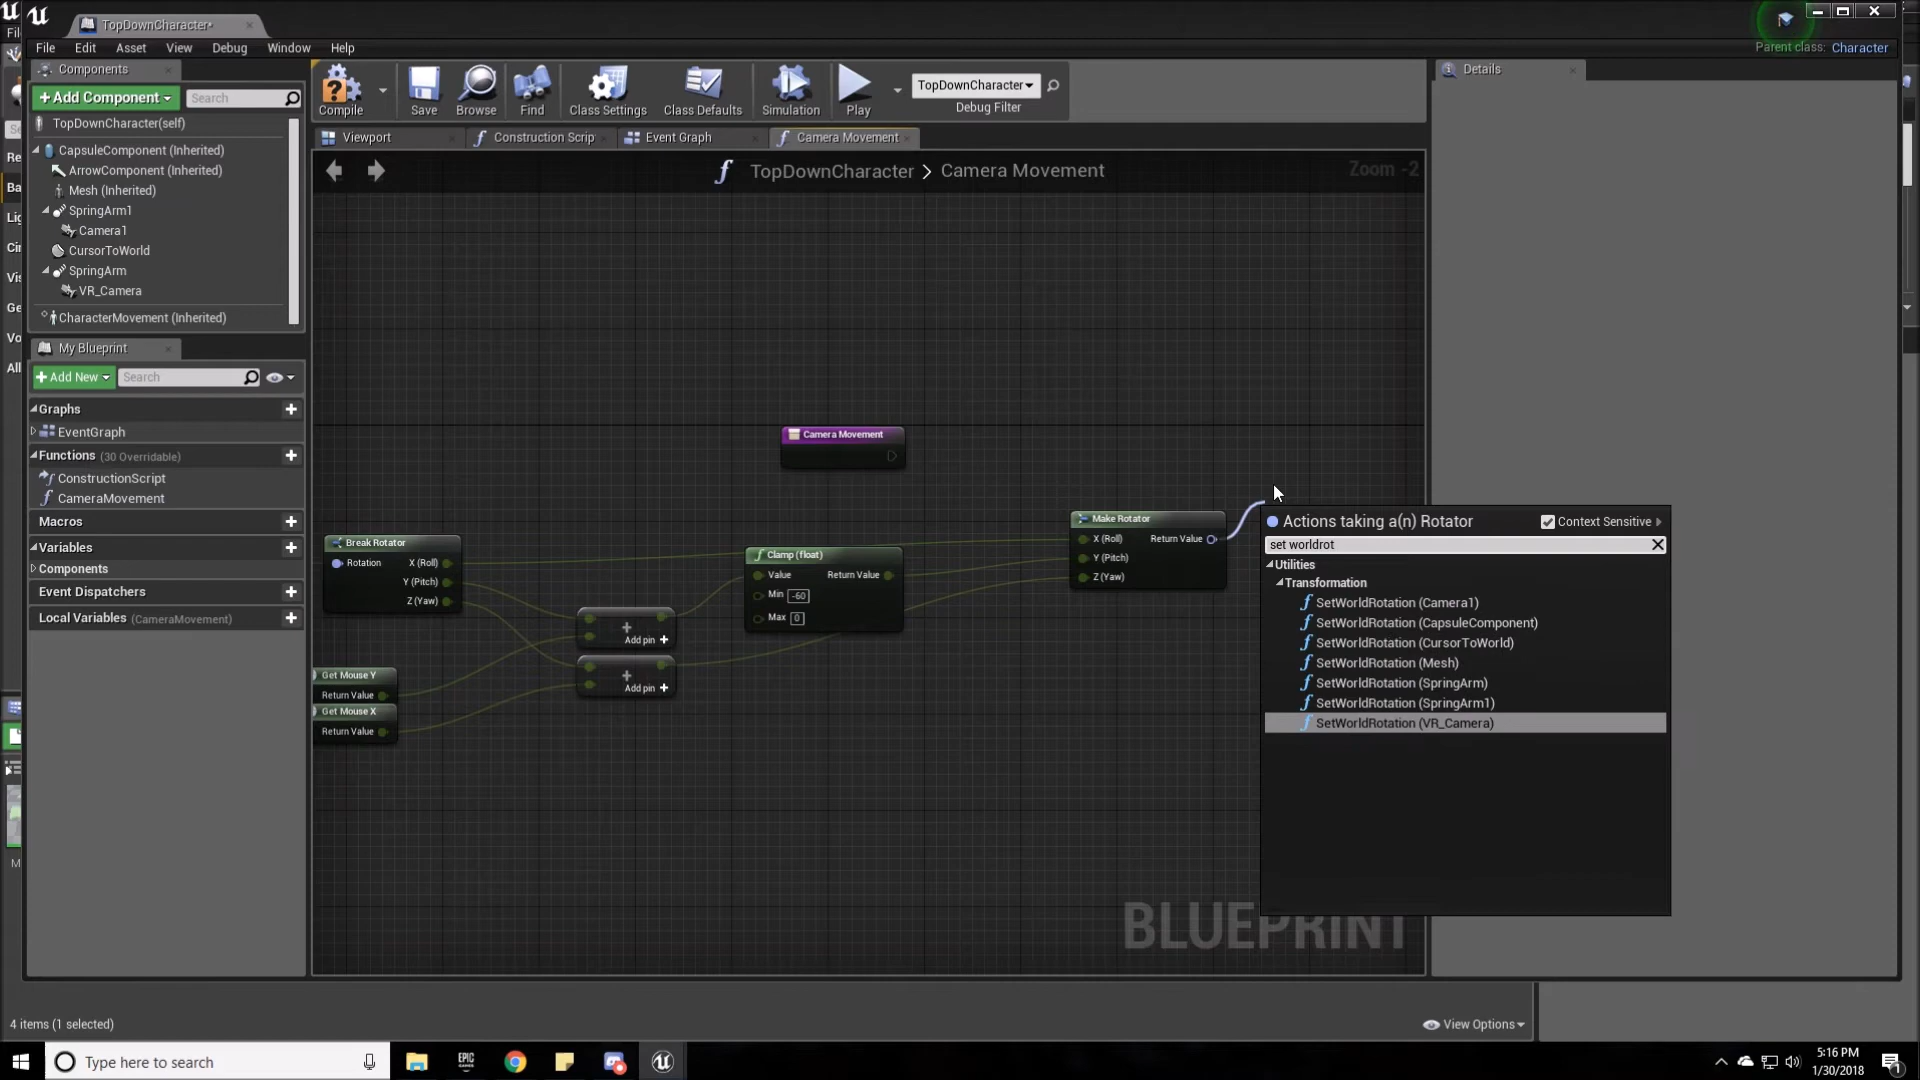 TopDownCharacter*
File Edit Asset View Debug Window Help
Parent class: Character
Components
+ Add Component
Search
TopDownCharacter(self)
CapsuleComponent (Inherited)
ArrowComponent (Inherited)
Mesh (Inherited)
SpringArm1
Camera1
CursorToWorld
SpringArm
VR_Camera
CharacterMovement (Inherited)
My Blueprint
+ Add New
Search
Graphs
EventGraph
Functions (30 Overridable)
ConstructionScript
CameraMovement
Macros
Variables
Components
Event Dispatchers
Local Variables (CameraMovement)
Compile
Save
Browse
Find
Class Settings
Class Defaults
Simulation
Play
TopDownCharacter
Debug Filter
Viewport
Construction Scrip
Event Graph
Camera Movement
TopDownCharacter > Camera Movement
Zoom -2
Camera Movement
Break Rotator
Rotation
X (Roll)
Y (Pitch)
Z (Yaw)
Get Mouse Y
Return Value
Get Mouse X
Return Value
+
Add pin +
+
Add pin +
Clamp (float)
Value
Return Value
Min -60
Max 0
Make Rotator
X (Roll)
Return Value
Y (Pitch)
Z (Yaw)
BLUEPRINT
Details
Actions taking a(n) Rotator
Context Sensitive
set worldrot
Utilities
Transformation
SetWorldRotation (Camera1)
SetWorldRotation (CapsuleComponent)
SetWorldRotation (CursorToWorld)
SetWorldRotation (Mesh)
SetWorldRotation (SpringArm)
SetWorldRotation (SpringArm1)
SetWorldRotation (VR_Camera)
4 items (1 selected)
View Options
Type here to search
EPIC GAMES
5:16 PM
1/30/2018
1